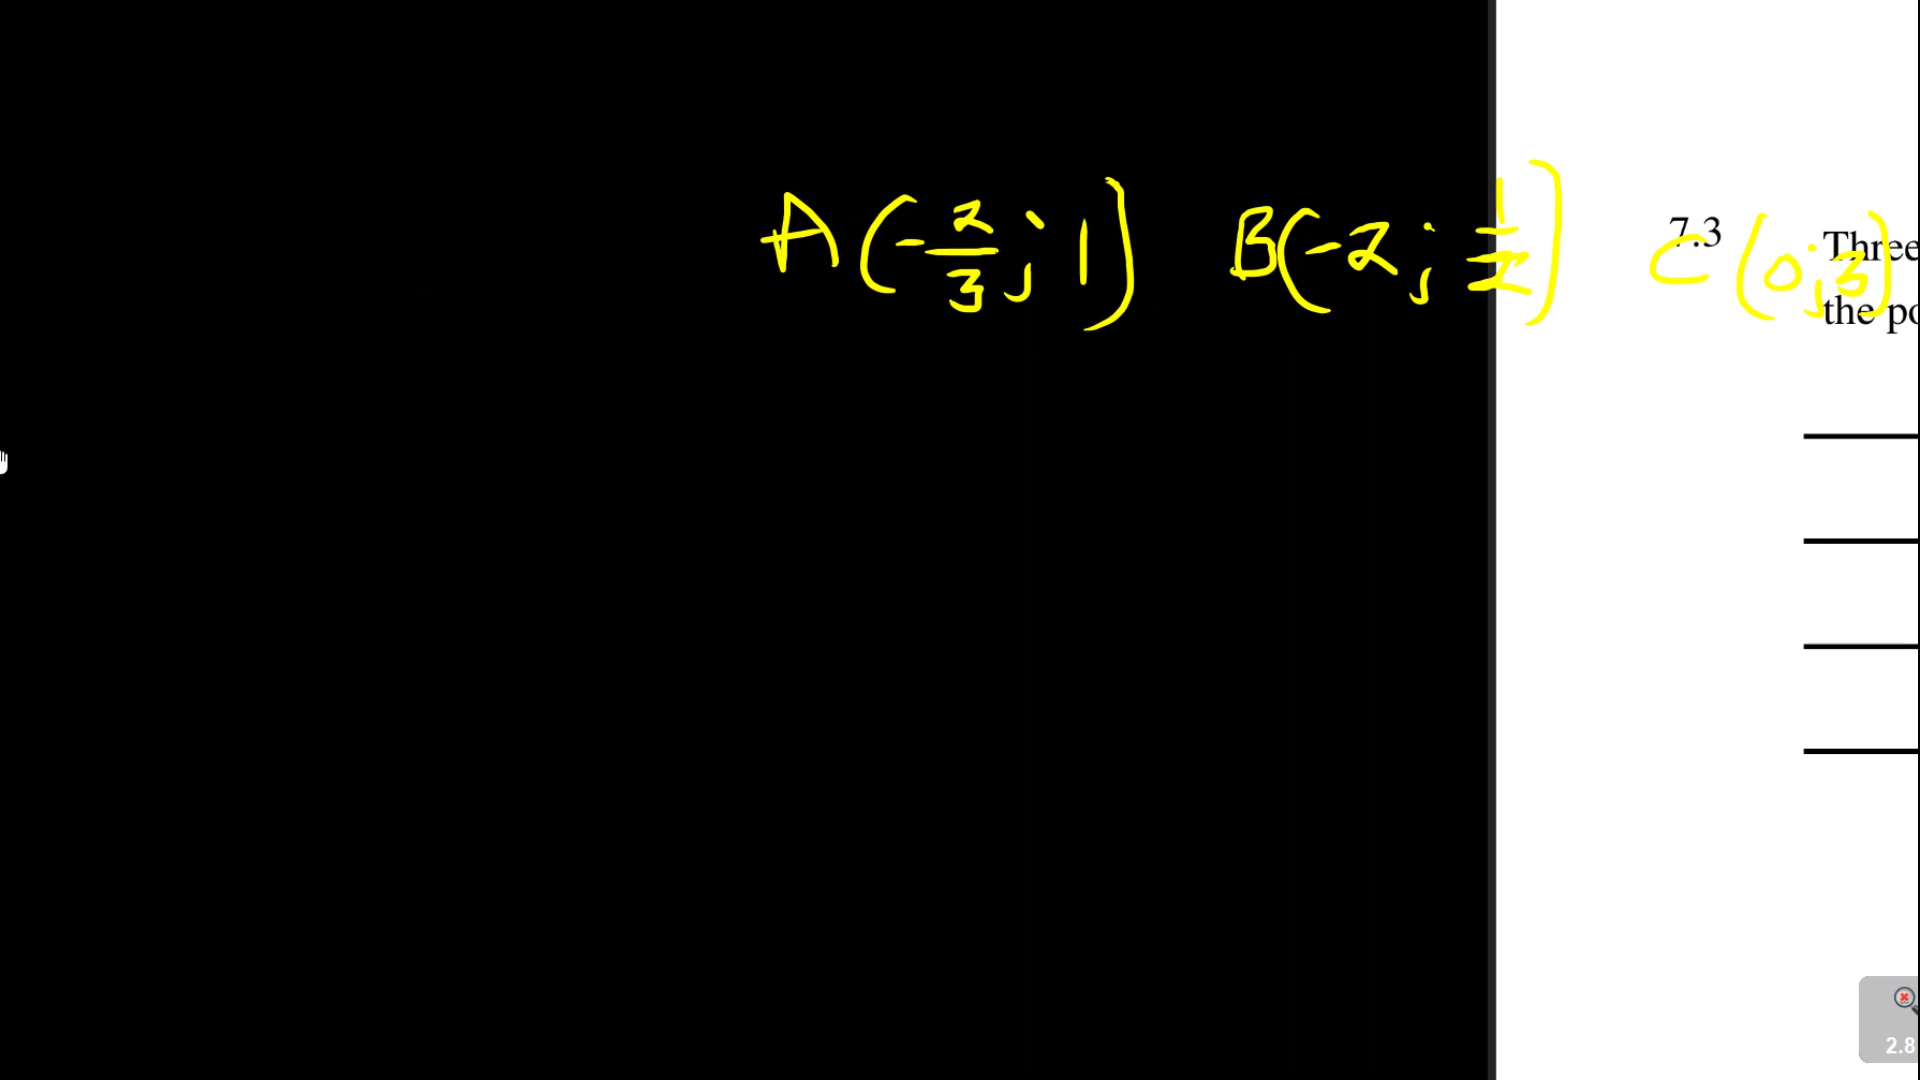 A(-2/3 ; 1) B(-2 ; 1/2) C(0;3)
7.3 Three
the po
2.8